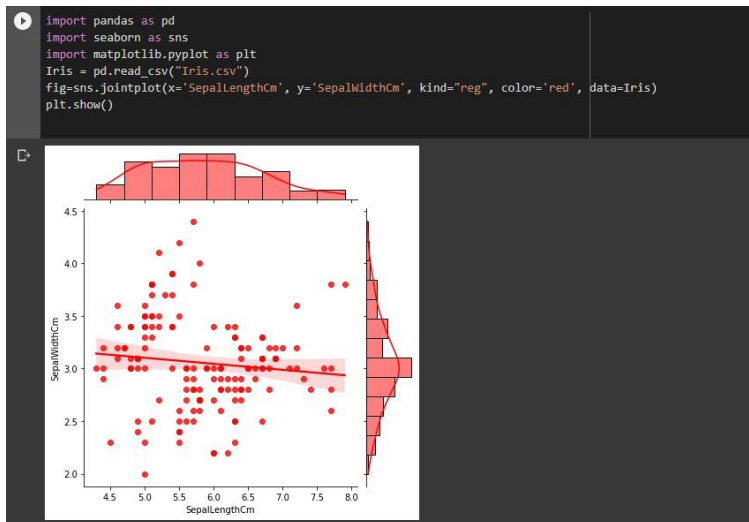 import pandas as pd
import seaborn as sns
import matplotlib.pyplot as plt
Iris = pd.read_csv("Iris.csv")
fig=sns.jointplot(x='SepalLengthCm', y='SepalWidthCm', kind="reg", color='red', data=Iris)
plt.show()
4.5
4.0
3.5
3.0
2.5
2.0
SepalWidthCm
4.5 5.0 5.5 6.0 6.5 7.0 7.5 8.0
SepalLengthCm